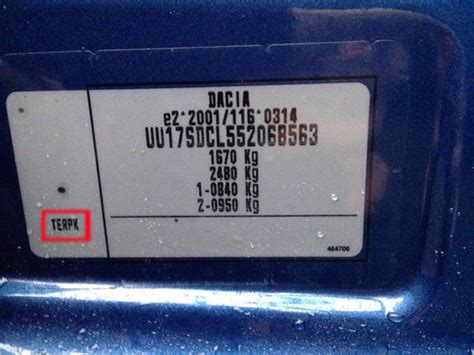 DACIA
e2*2001/116*0314
UU17SDCL552068563
1670 Kg
2480 Kg
1-0840 Kg
2-0950 Kg
TERPK
464706